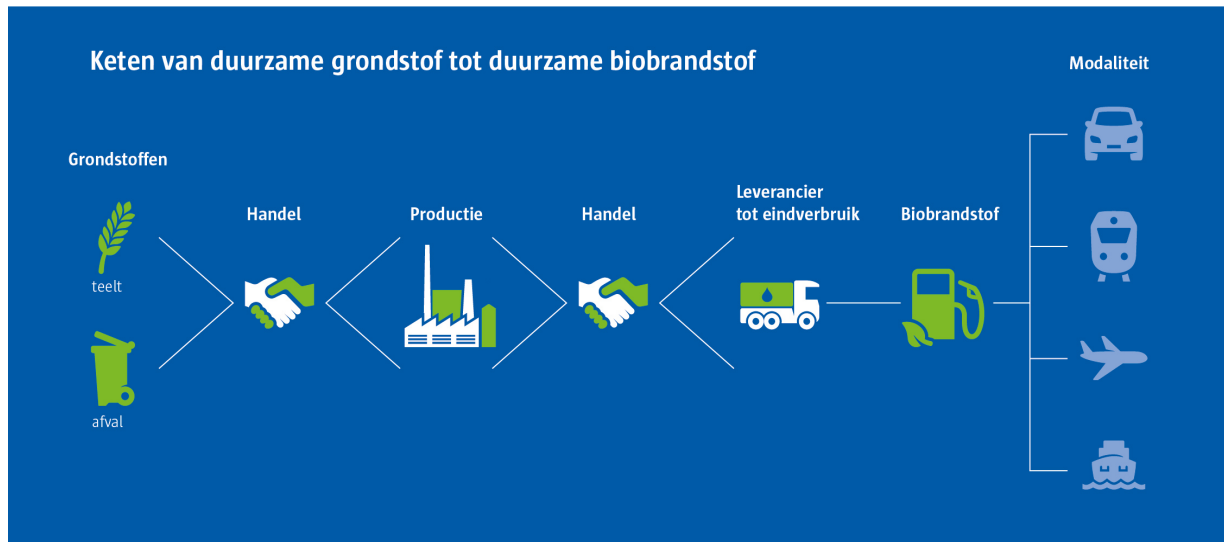 Keten van duurzame grondstof tot duurzame biobrandstof
Modaliteit
Grondstoffen
teelt
afval
Handel
Productie
Handel
Leverancier
tot eindverbruik
Biobrandstof